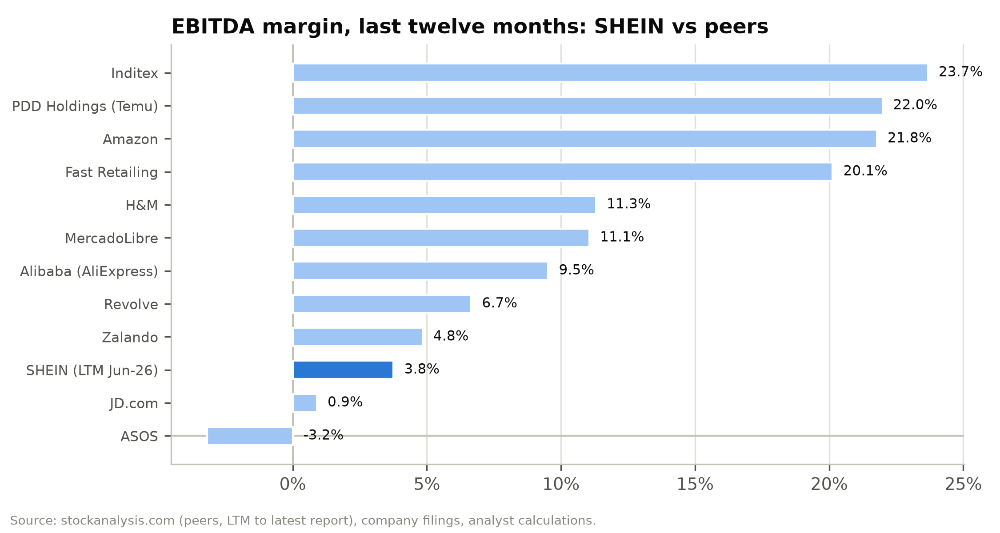 EBITDA margin, last twelve months: SHEIN vs peers
Inditex 23.7%
PDD Holdings (Temu) 22.0%
Amazon 21.8%
Fast Retailing 20.1%
H&M 11.3%
MercadoLibre 11.1%
Alibaba (AliExpress) 9.5%
Revolve 6.7%
Zalando 4.8%
SHEIN (LTM Jun-26) 3.8%
JD.com 0.9%
ASOS -3.2%
0% 5% 10% 15% 20% 25%
Source: stockanalysis.com (peers, LTM to latest report), company filings, analyst calculations.